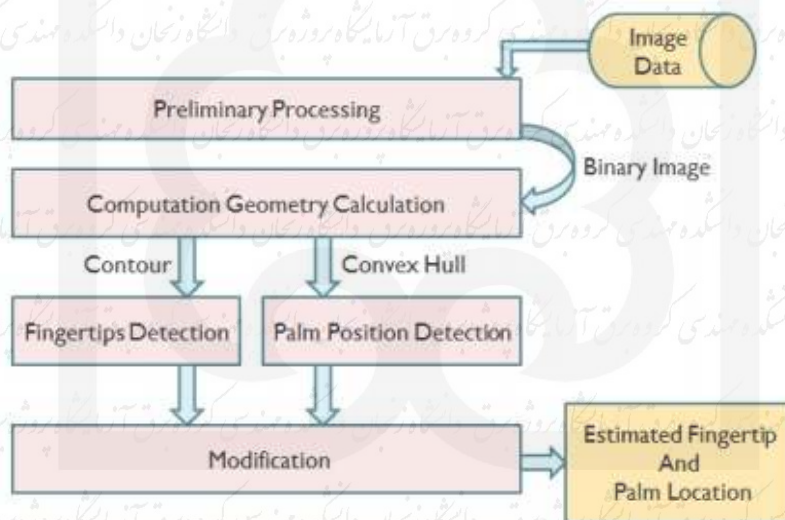 Image
Data
Preliminary Processing
Binary Image
Computation Geometry Calculation
Contour
Convex Hull
Fingertips Detection
Palm Position Detection
Modification
Estimated Fingertip
And
Palm Location